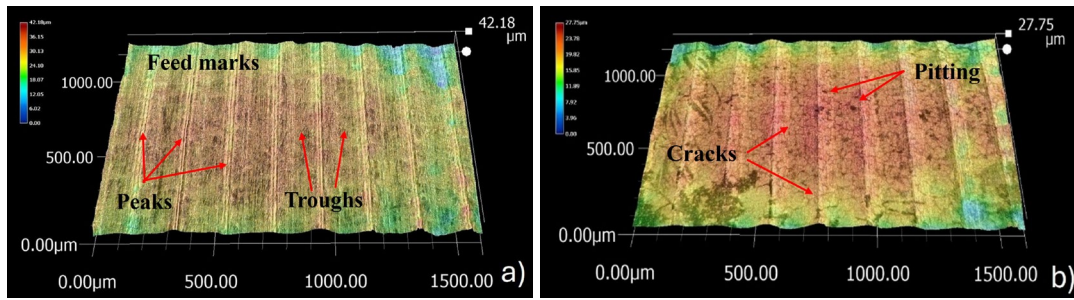 42.18μm
36.15
30.13
24.10
18.07
12.05
6.02
0.00
42.18
μm
Feed marks
1000.00
500.00
Peaks
Troughs
0.00μm
0.00μm
500.00
1000.00
1500.00
a)
27.75μm
23.78
19.82
15.85
11.89
7.92
3.96
0.00
27.75
μm
1000.00
Pitting
500.00
Cracks
0.00μm
0.00μm
500.00
1000.00
1500.00
b)